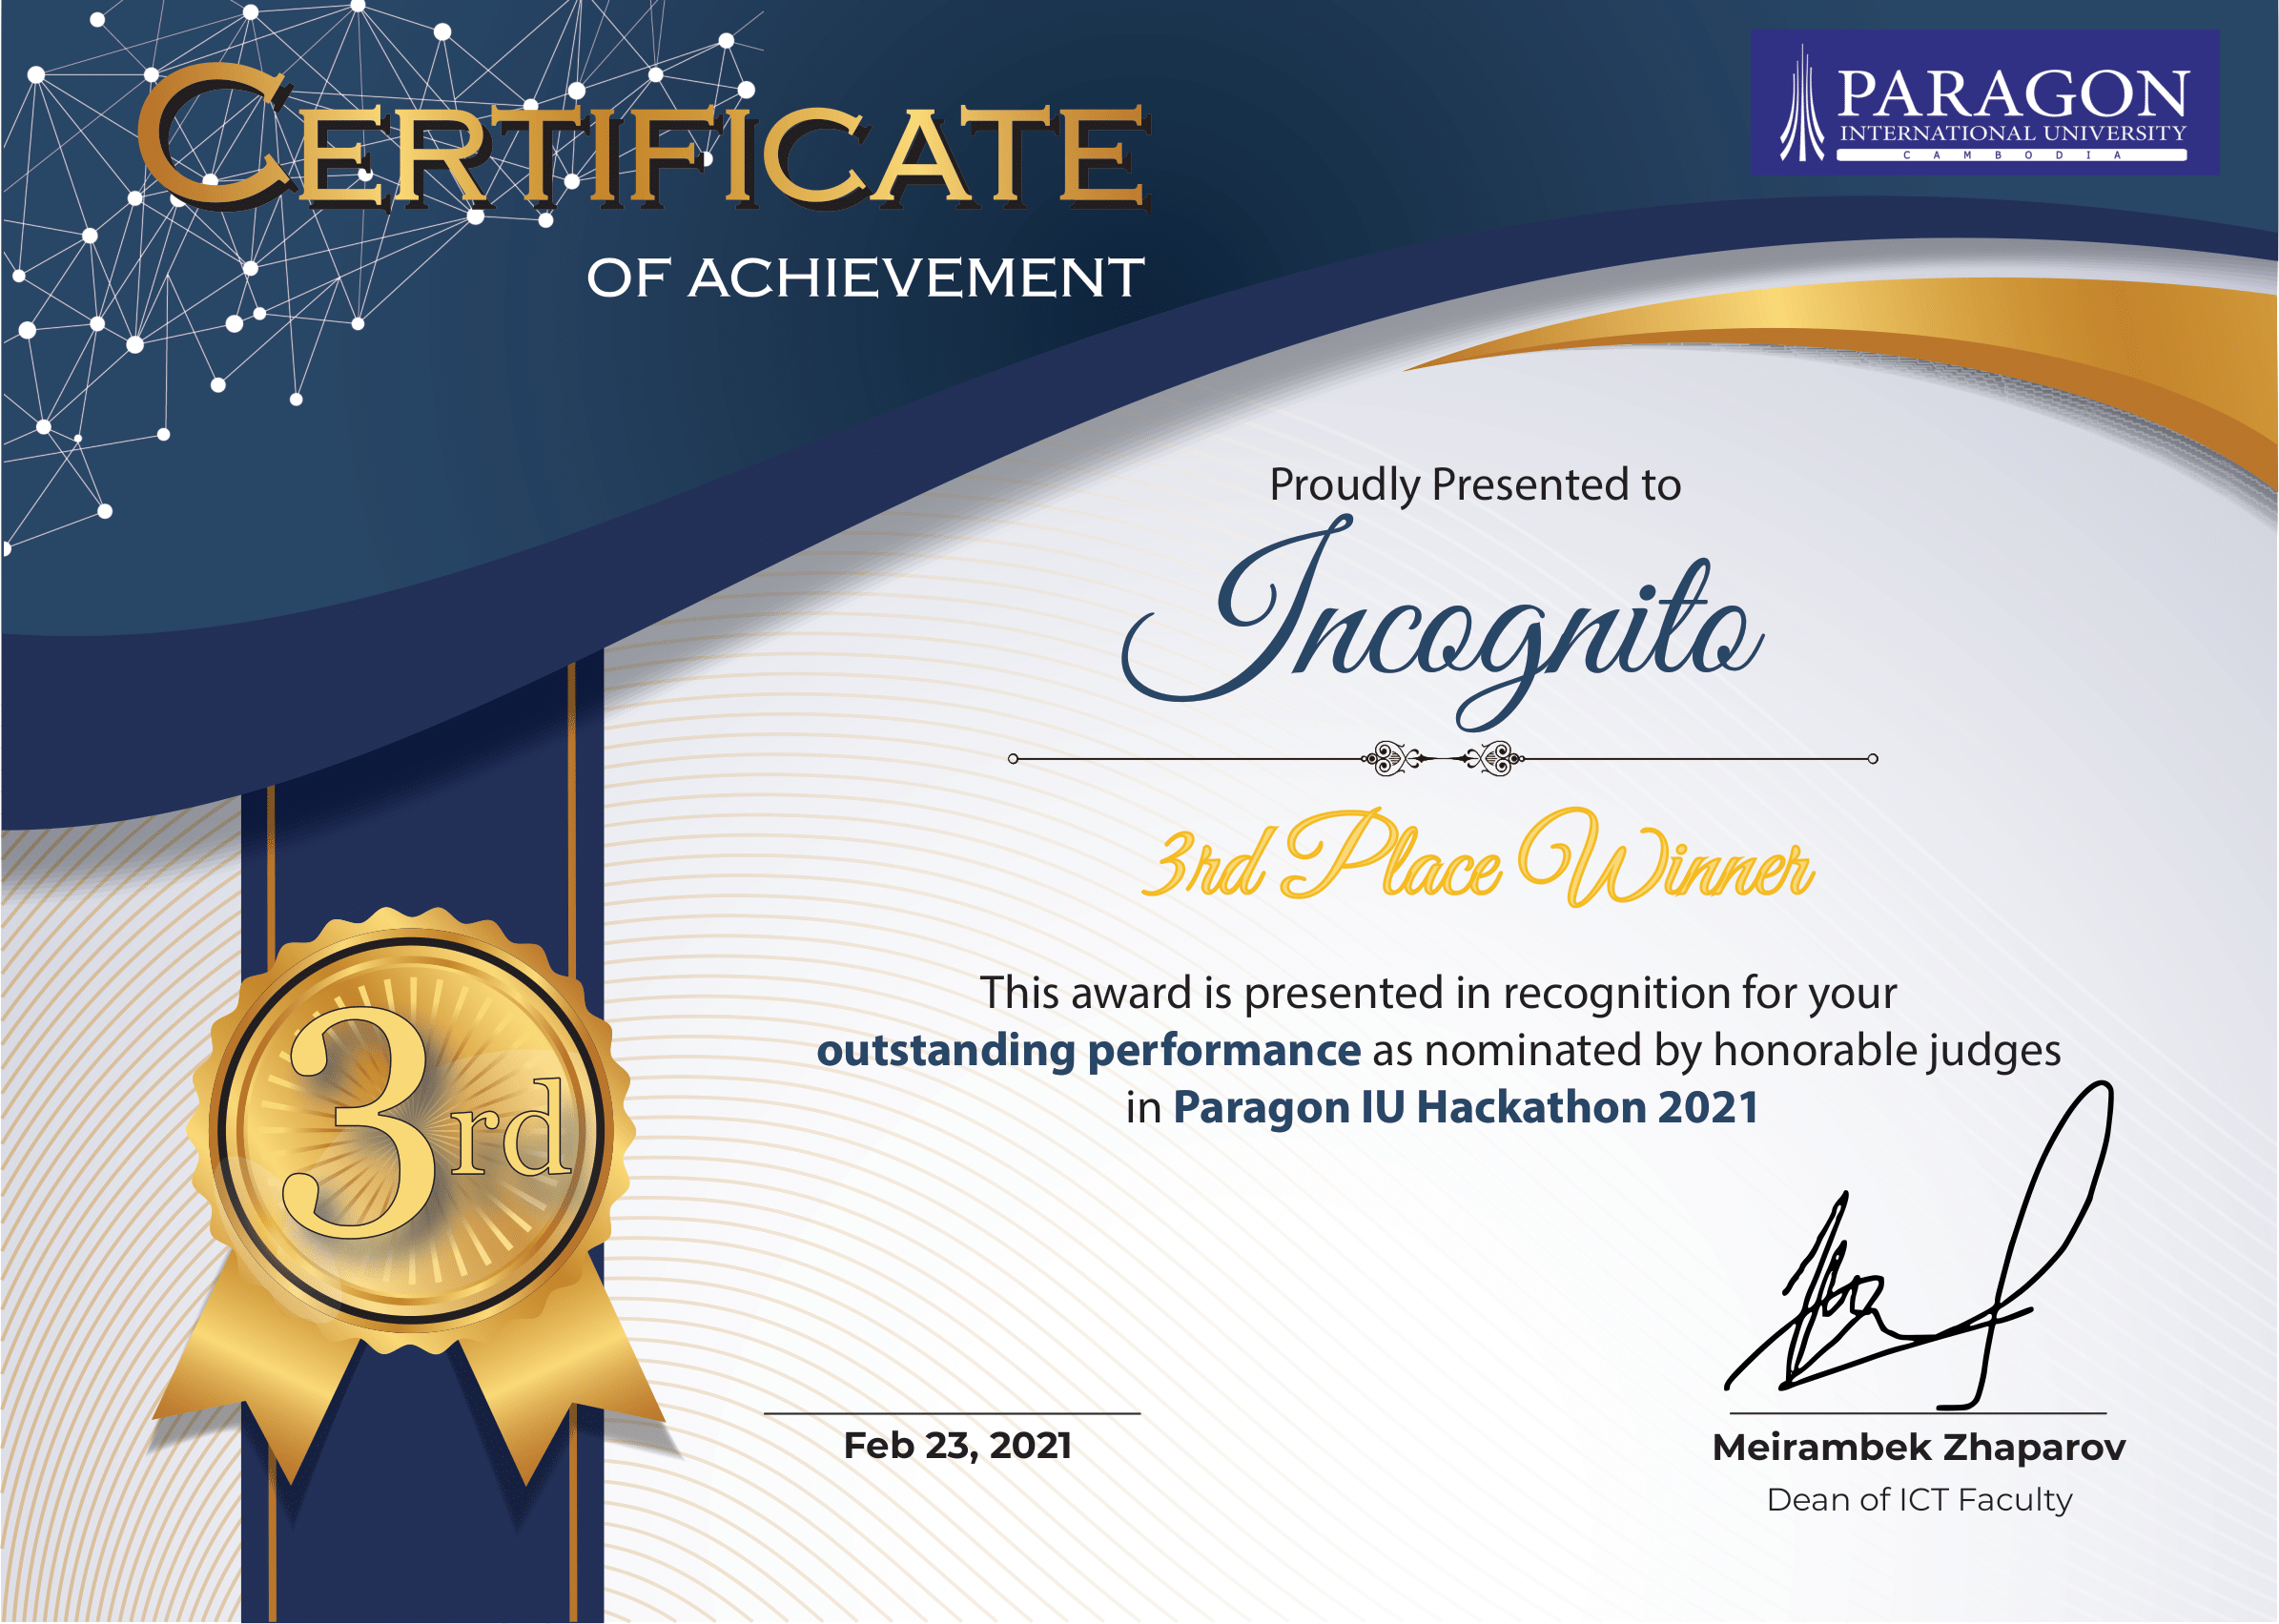 CERTIFICATE
OF ACHIEVEMENT
PARAGON
INTERNATIONAL UNIVERSITY
CAMBODIA
Proudly Presented to
Incognito
3rd Place Winner
This award is presented in recognition for your
outstanding performance as nominated by honorable judges
in Paragon IU Hackathon 2021
3rd
Feb 23, 2021
Meirambek Zhaparov
Dean of ICT Faculty